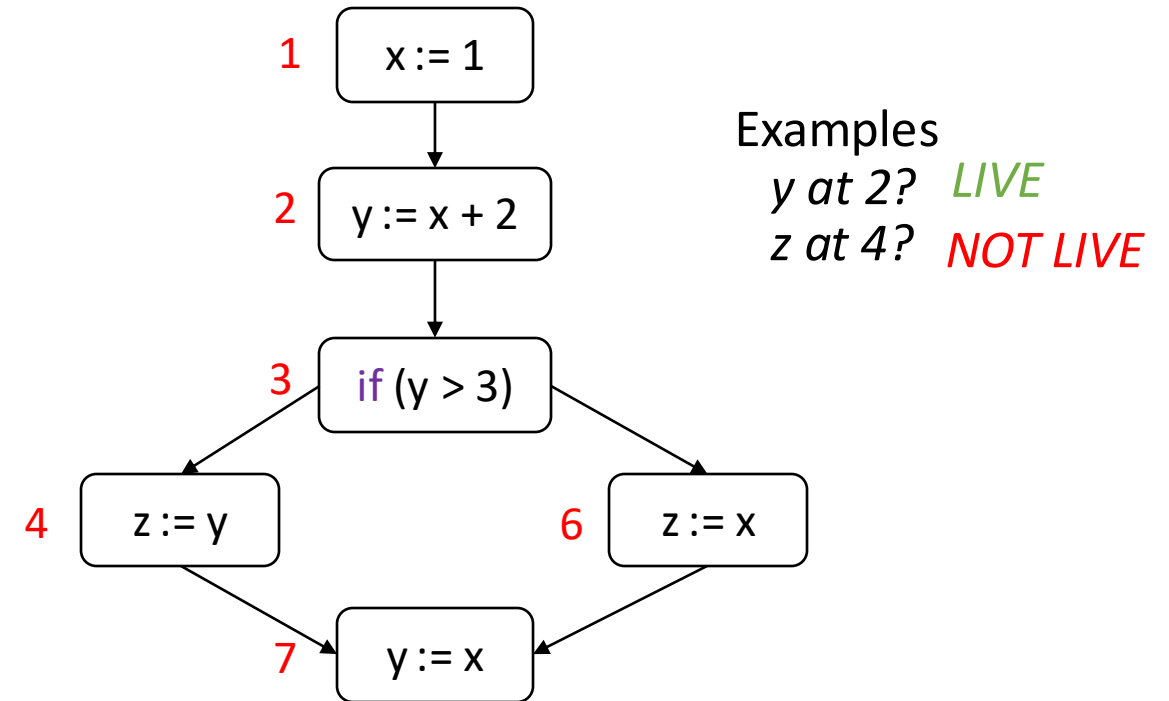 1
x := 1
Examples
y at 2? LIVE
z at 4? NOT LIVE
2
y := x + 2
3
if (y > 3)
4
z := y
6
z := x
7
y := x